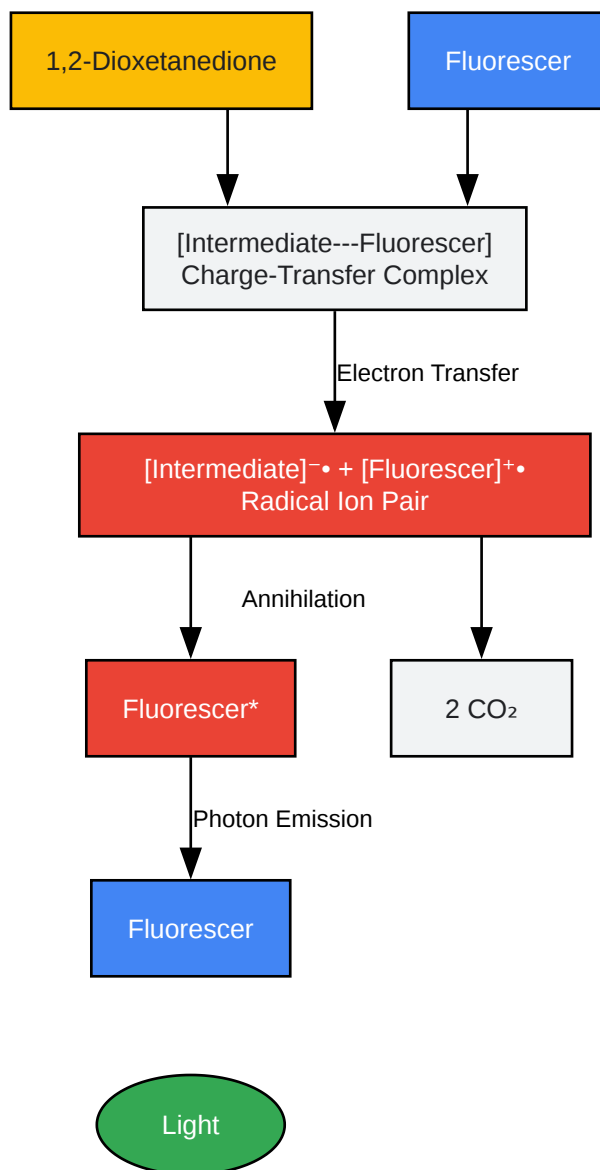 1,2-Dioxetanedione
Fluorescer
[Intermediate---Fluorescer]
Charge-Transfer Complex
Electron Transfer
[Intermediate]⁻• + [Fluorescer]⁺•
Radical Ion Pair
Annihilation
Fluorescer*
2 CO₂
Photon Emission
Fluorescer
Light